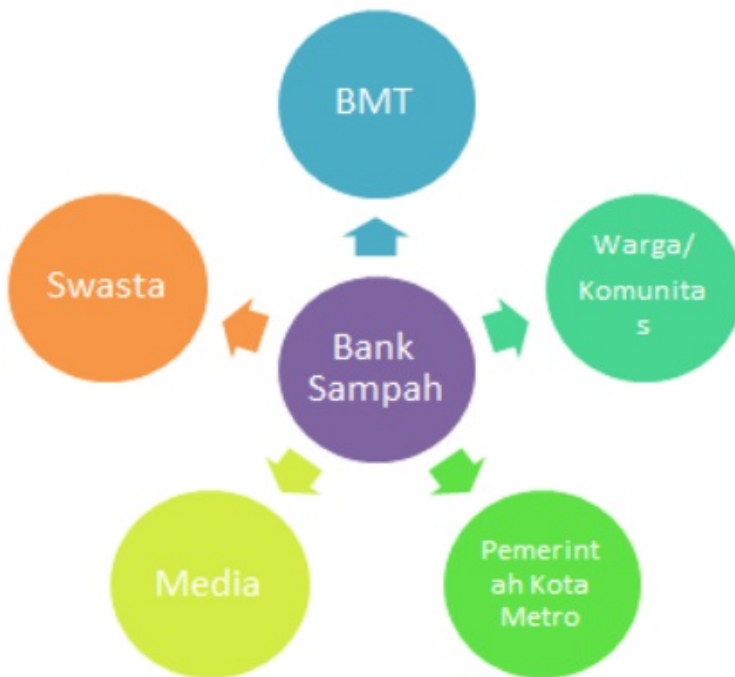 BMT
Warga/
Komunita
s
Swasta
Bank
Sampah
Pemerint
ah Kota
Metro
Media